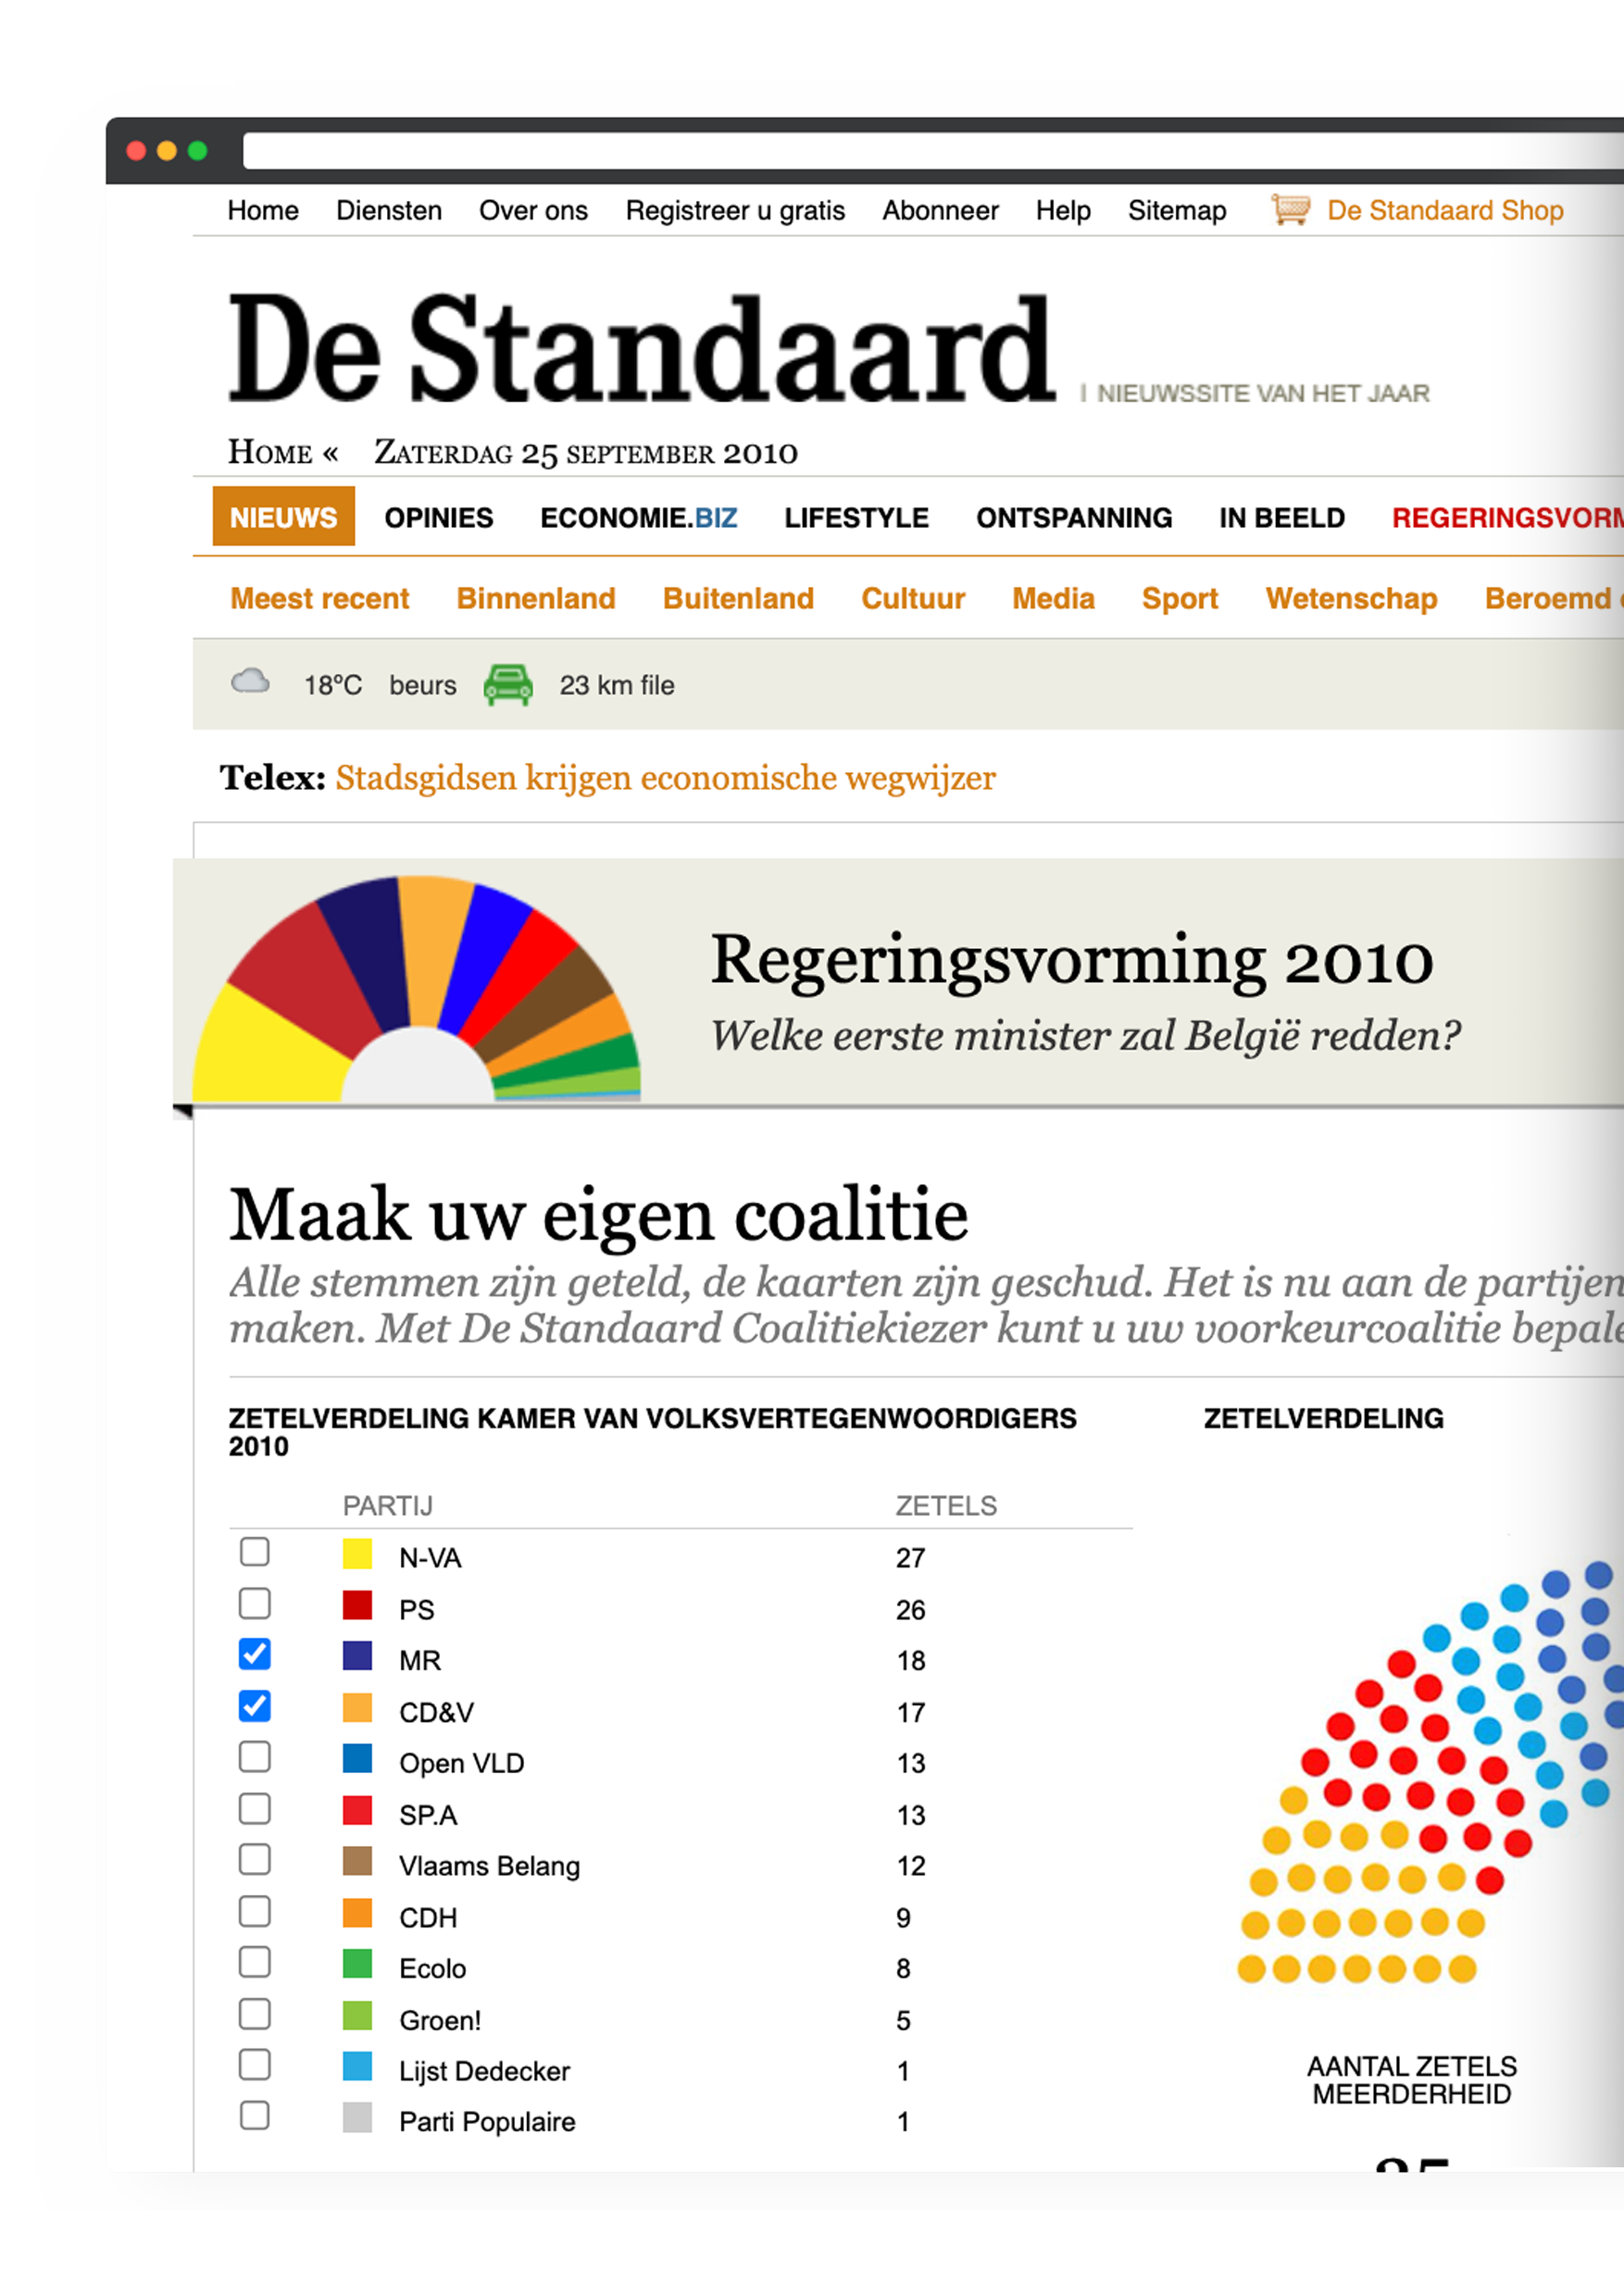 Home Diensten Over ons Registreer u gratis Abonneer Help Sitemap De Standaard Shop
De Standaard | NIEUWSSITE VAN HET JAAR
HOME « ZATERDAG 25 SEPTEMBER 2010
NIEUWS OPINIES ECONOMIE.BIZ LIFESTYLE ONTSPANNING IN BEELD REGERINGSVORM
Meest recent Binnenland Buitenland Cultuur Media Sport Wetenschap Beroemd
18°C beurs 23 km file
Telex: Stadsgidsen krijgen economische wegwijzer
Regeringsvorming 2010
Welke eerste minister zal België redden?
Maak uw eigen coalitie
Alle stemmen zijn geteld, de kaarten zijn geschud. Het is nu aan de partijen
maken. Met De Standaard Coalitiekiezer kunt u uw voorkeurcoalitie bepale
ZETELVERDELING KAMER VAN VOLKSVERTEGENWOORDIGERS
2010
ZETELVERDELING
PARTIJ ZETELS
N-VA 27
PS 26
MR 18
CD&V 17
Open VLD 13
SP.A 13
Vlaams Belang 12
CDH 9
Ecolo 8
Groen! 5
Lijst Dedecker 1
Parti Populaire 1
AANTAL ZETELS
MEERDERHEID